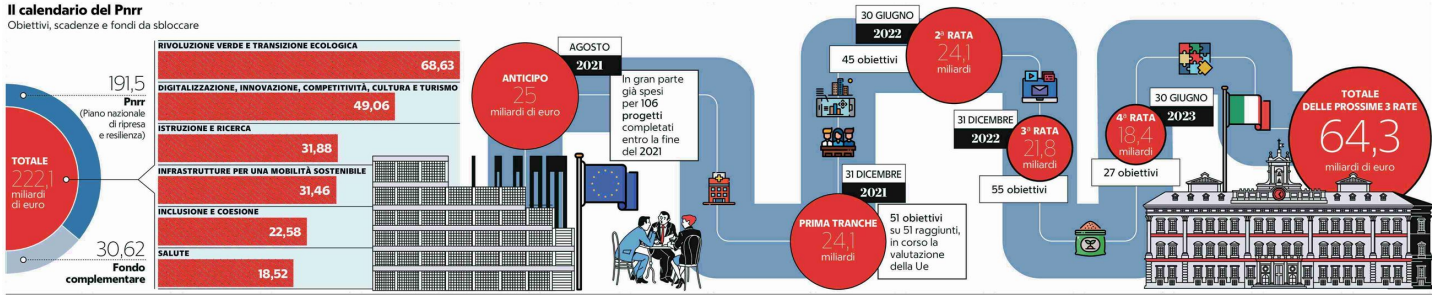 Il calendario del Pnrr
Obiettivi, scadenze e fondi da sbloccare
TOTALE
222,1
miliardi
di euro
191,5
Pnrr
(Piano nazionale
di ripresa
e resilienza)
30,62
Fondo
complementare
RIVOLUZIONE VERDE E TRANSIZIONE ECOLOGICA
68,63
DIGITALIZZAZIONE, INNOVAZIONE, COMPETITIVITÀ, CULTURA E TURISMO
49,06
ISTRUZIONE E RICERCA
31,88
INFRASTRUTTURE PER UNA MOBILITÀ SOSTENIBILE
31,46
INCLUSIONE E COESIONE
22,58
SALUTE
18,52
ANTICIPO
25
miliardi di euro
AGOSTO
2021
In gran parte
già spesi
per 106
progetti
completati
entro la fine
del 2021
31 DICEMBRE
2021
PRIMA TRANCHE
24,1
miliardi
51 obiettivi
su 51 raggiunti,
in corso la
valutazione
della Ue
30 GIUGNO
2022
2ª RATA
24,1
miliardi
45 obiettivi
31 DICEMBRE
2022
3ª RATA
21,8
miliardi
55 obiettivi
30 GIUGNO
2023
4ª RATA
18,4
miliardi
27 obiettivi
TOTALE
DELLE PROSSIME 3 RATE
64,3
miliardi di euro